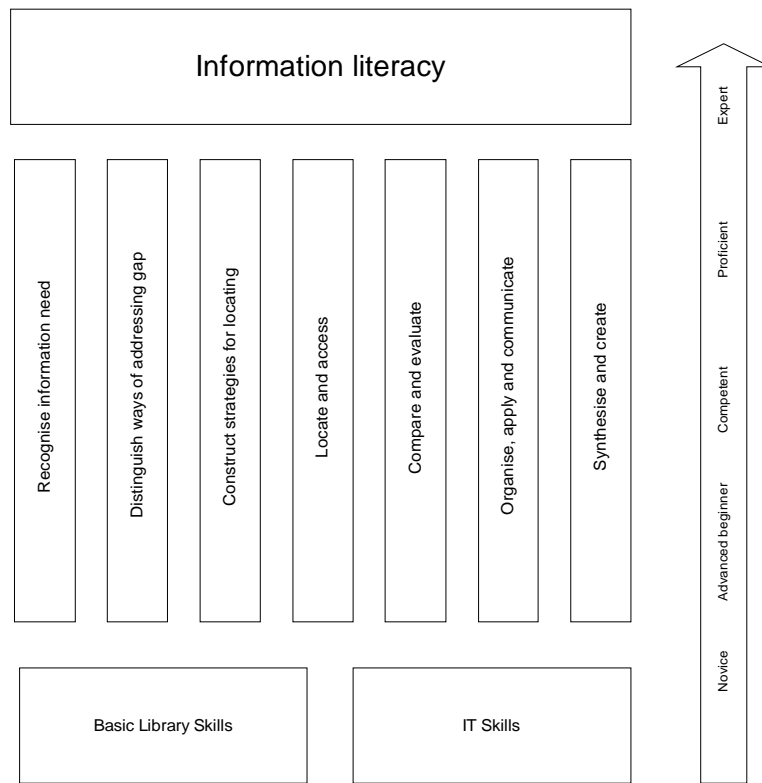 Information literacy
Recognise information need
Distinguish ways of addressing gap
Construct strategies for locating
Locate and access
Compare and evaluate
Organise, apply and communicate
Synthesise and create
Basic Library Skills
IT Skills
Expert
Proficient
Competent
Advanced beginner
Novice